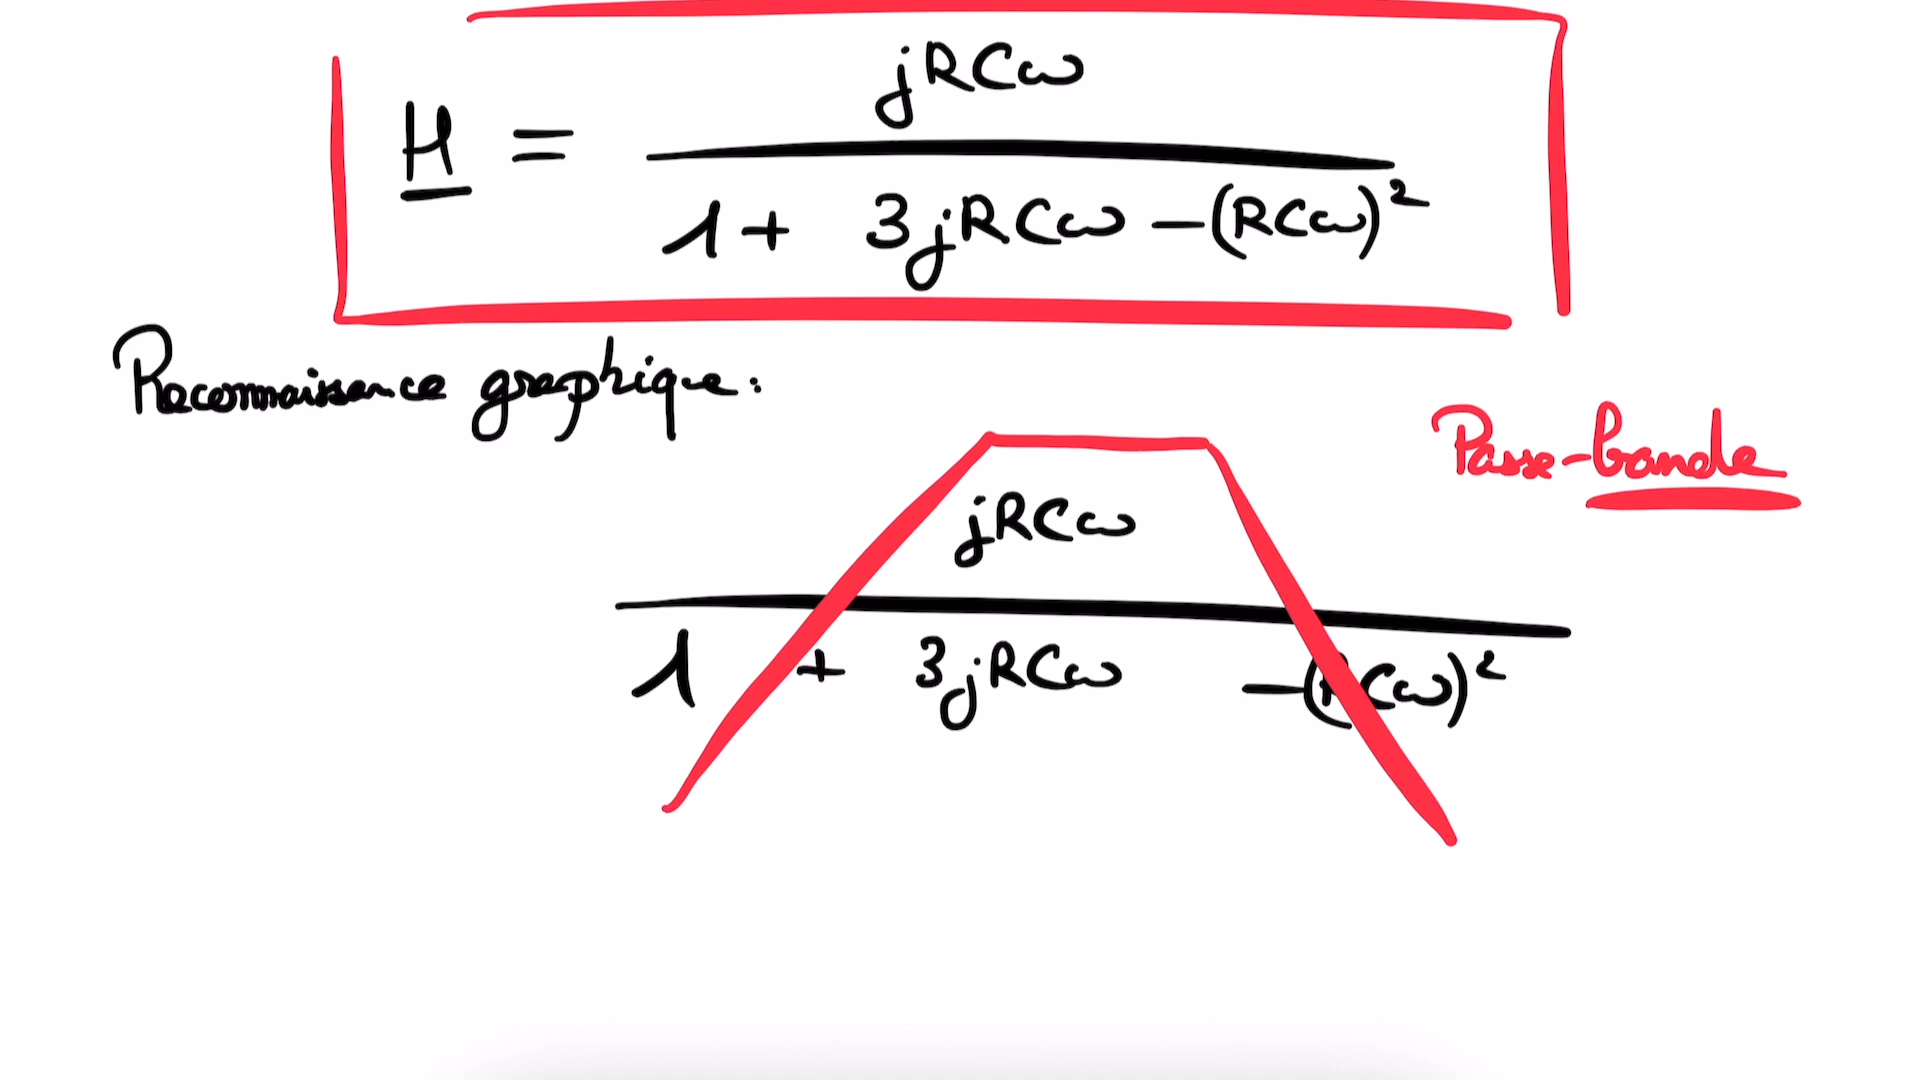 jRCω
H =
1 + 3jRCω - (RCω)²
Reconnaissance graphique:
Passe-bande
jRCω
1 + 3jRCω - (RCω)²